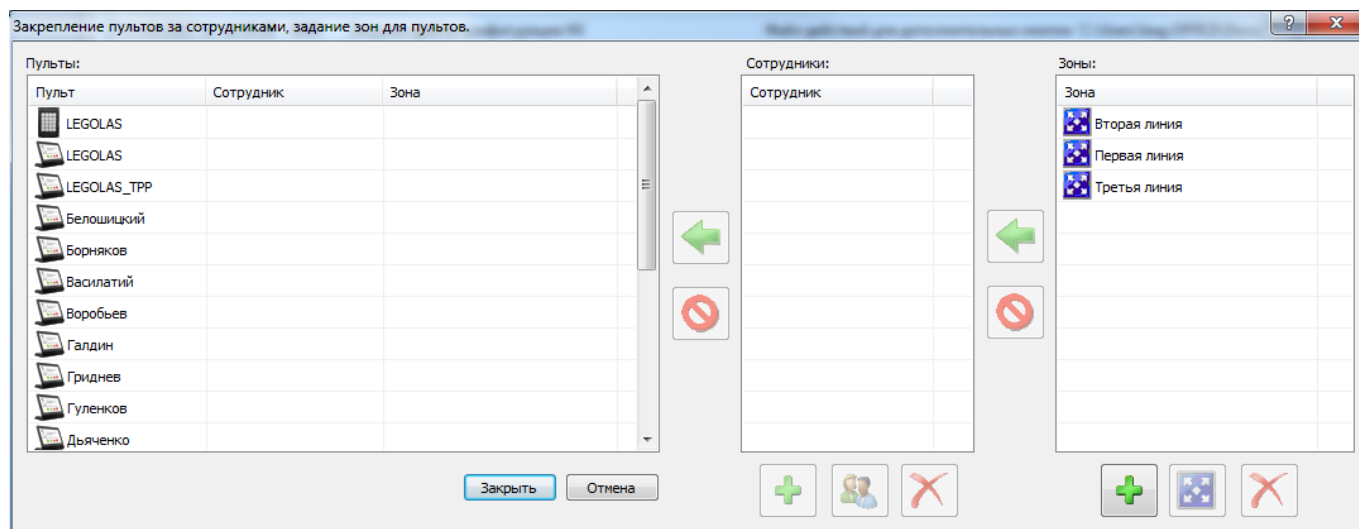 Закрепление пультов за сотрудниками, задание зон для пультов.
Пульты:
Сотрудники:
Зоны:
Пульт Сотрудник Зона
Сотрудник
Зона
LEGOLAS
LEGOLAS
LEGOLAS_TPP
Белошицкий
Борняков
Василатий
Воробьев
Галдин
Гриднев
Гуленков
Дьяченко
Вторая линия
Первая линия
Третья линия
Закрыть
Отмена